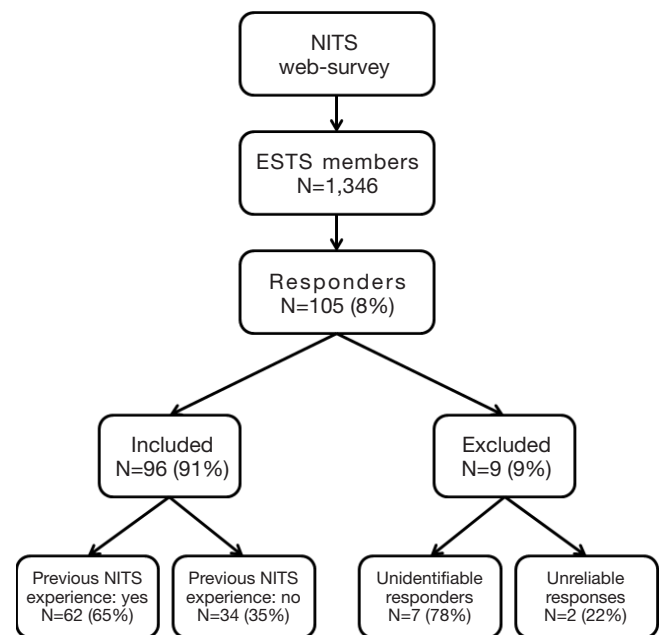 NITS
web-survey
ESTS members
N=1,346
Responders
N=105 (8%)
Included
N=96 (91%)
Excluded
N=9 (9%)
Previous NITS
experience: yes
N=62 (65%)
Previous NITS
experience: no
N=34 (35%)
Unidentifiable
responders
N=7 (78%)
Unreliable
responses
N=2 (22%)